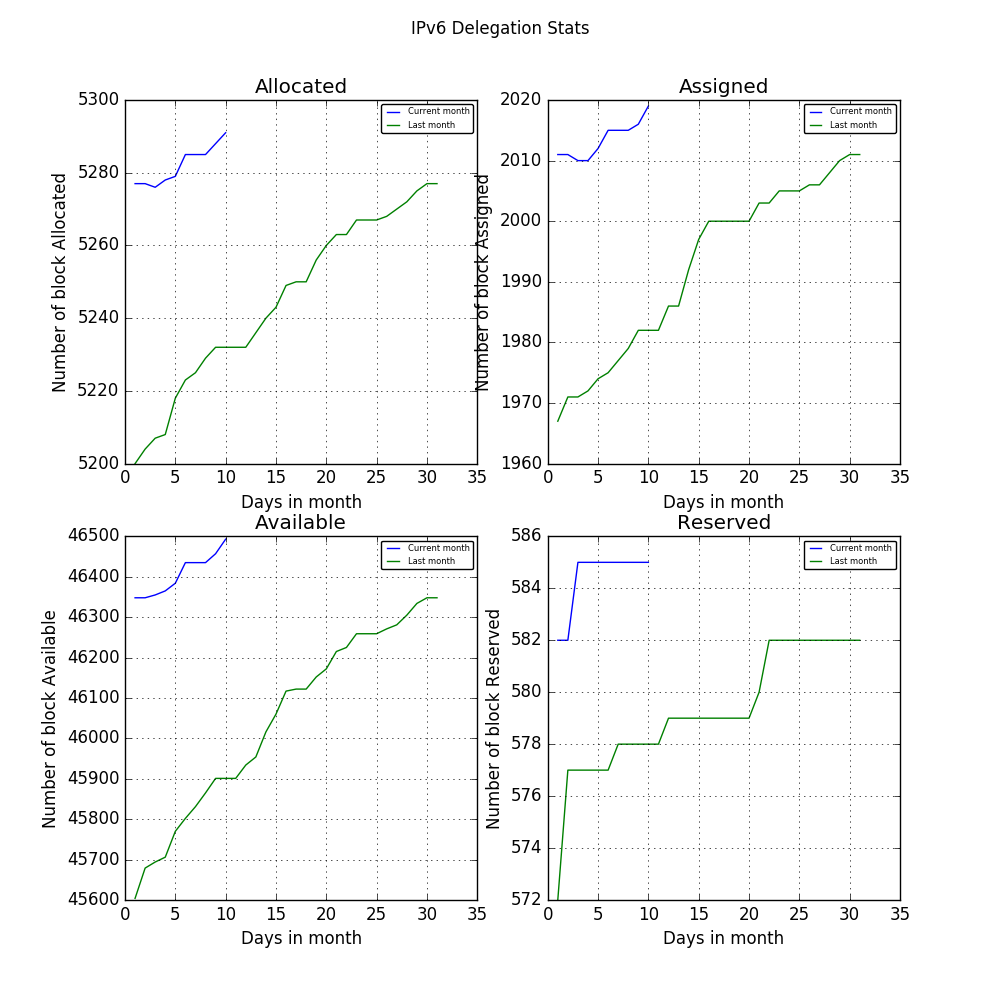 IPv6 Delegation Stats
Allocated
Number of block Allocated
5300
5280
5260
5240
5220
5200
Current month
Last month
0 5 10 15 20 25 30 35
Days in month
Assigned
Number of block Assigned
2020
2010
2000
1990
1980
1970
1960
Current month
Last month
0 5 10 15 20 25 30 35
Days in month
Available
Number of block Available
46500
46400
46300
46200
46100
46000
45900
45800
45700
45600
Current month
Last month
0 5 10 15 20 25 30 35
Days in month
Reserved
Number of block Reserved
586
584
582
580
578
576
574
572
Current month
Last month
0 5 10 15 20 25 30 35
Days in month